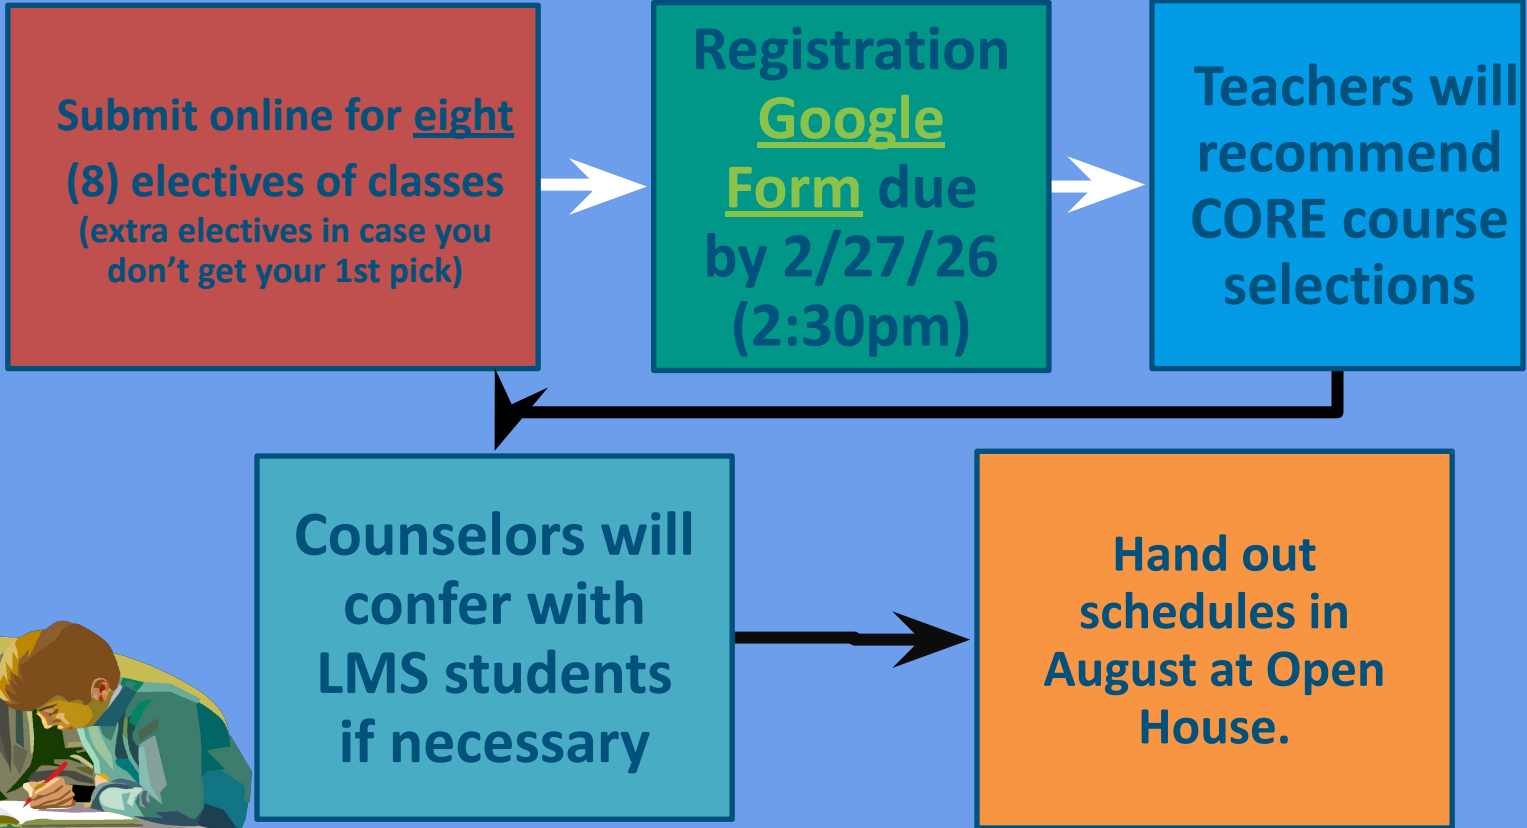 Submit online for eight
(8) electives of classes
(extra electives in case you
don't get your 1st pick)
Registration
Google
Form due
by 2/27/26
(2:30pm)
Teachers will
recommend
CORE course
selections
Counselors will
confer with
LMS students
if necessary
Hand out
schedules in
August at Open
House.